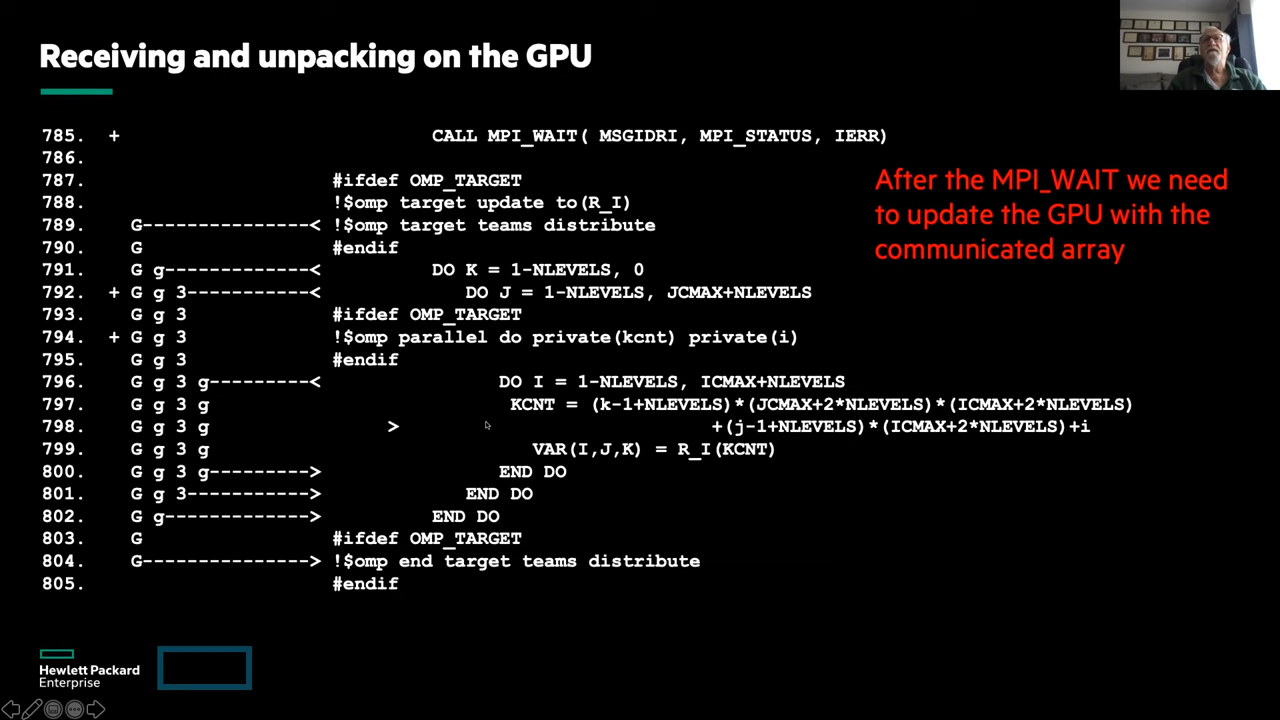 Receiving and unpacking on the GPU
785. + CALL MPI_WAIT( MSGIDRI, MPI_STATUS, IERR)
786.
787. #ifdef OMP_TARGET
788. !$omp target update to(R_I)
789. G---------------< !$omp target teams distribute
790. G #endif
791. G g-------------< DO K = 1-NLEVELS, 0
792. + G g 3-----------< DO J = 1-NLEVELS, JCMAX+NLEVELS
793. G g 3 #ifdef OMP_TARGET
794. + G g 3 !$omp parallel do private(kcnt) private(i)
795. G g 3 #endif
796. G g 3 g---------< DO I = 1-NLEVELS, ICMAX+NLEVELS
797. G g 3 g KCNT = (k-1+NLEVELS)*(JCMAX+2*NLEVELS)*(ICMAX+2*NLEVELS)
798. G g 3 g > +(j-1+NLEVELS)*(ICMAX+2*NLEVELS)+i
799. G g 3 g VAR(I,J,K) = R_I(KCNT)
800. G g 3 g---------> END DO
801. G g 3-----------> END DO
802. G g-------------> END DO
803. G #ifdef OMP_TARGET
804. G---------------> !$omp end target teams distribute
805. #endif
After the MPI_WAIT we need
to update the GPU with the
communicated array
Hewlett Packard
Enterprise